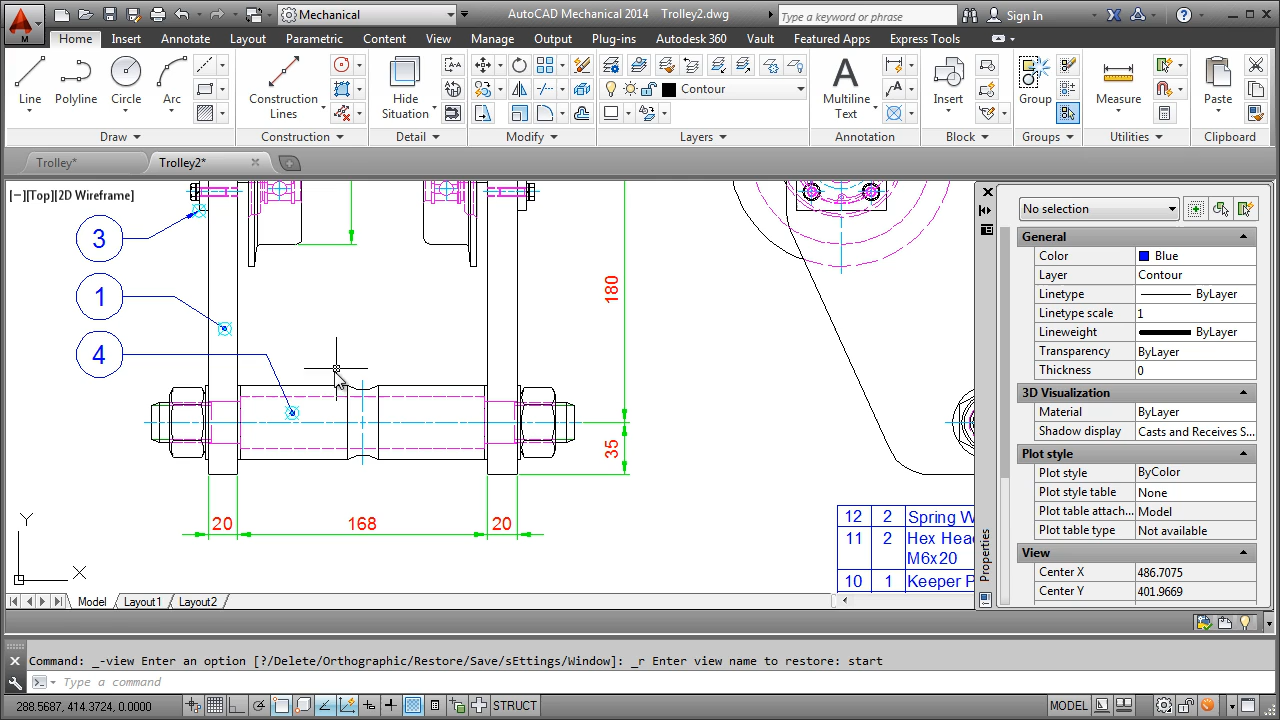 Mechanical
AutoCAD Mechanical 2014 Trolley2.dwg
Type a keyword or phrase
Sign In
M
Home Insert Annotate Layout Parametric Content View Manage Output Plug-ins Autodesk 360 Vault Featured Apps Express Tools
Line Polyline Circle Arc
Construction Lines
Hide Situation
Contour
Multiline Text
Insert
Group
Measure
Paste
Draw Construction Detail Modify Layers Annotation Block Groups Utilities Clipboard
Trolley* Trolley2*
[−][Top][2D Wireframe]
3
1
4
180
35
20 168 20
Y
X
12 2 Spring W
11 2 Hex Hea
M6x20
10 1 Keeper P
Model Layout1 Layout2
Properties
No selection
General
Color Blue
Layer Contour
Linetype ByLayer
Linetype scale 1
Lineweight ByLayer
Transparency ByLayer
Thickness 0
3D Visualization
Material ByLayer
Shadow display Casts and Receives S...
Plot style
Plot style ByColor
Plot style table None
Plot table attach... Model
Plot table type Not available
View
Center X 486.7075
Center Y 401.9669
Command: _-view Enter an option [?/Delete/Orthographic/Restore/Save/sEttings/Window]: _r Enter view name to restore: start
Type a command
288.5687, 414.3724, 0.0000
STRUCT
MODEL